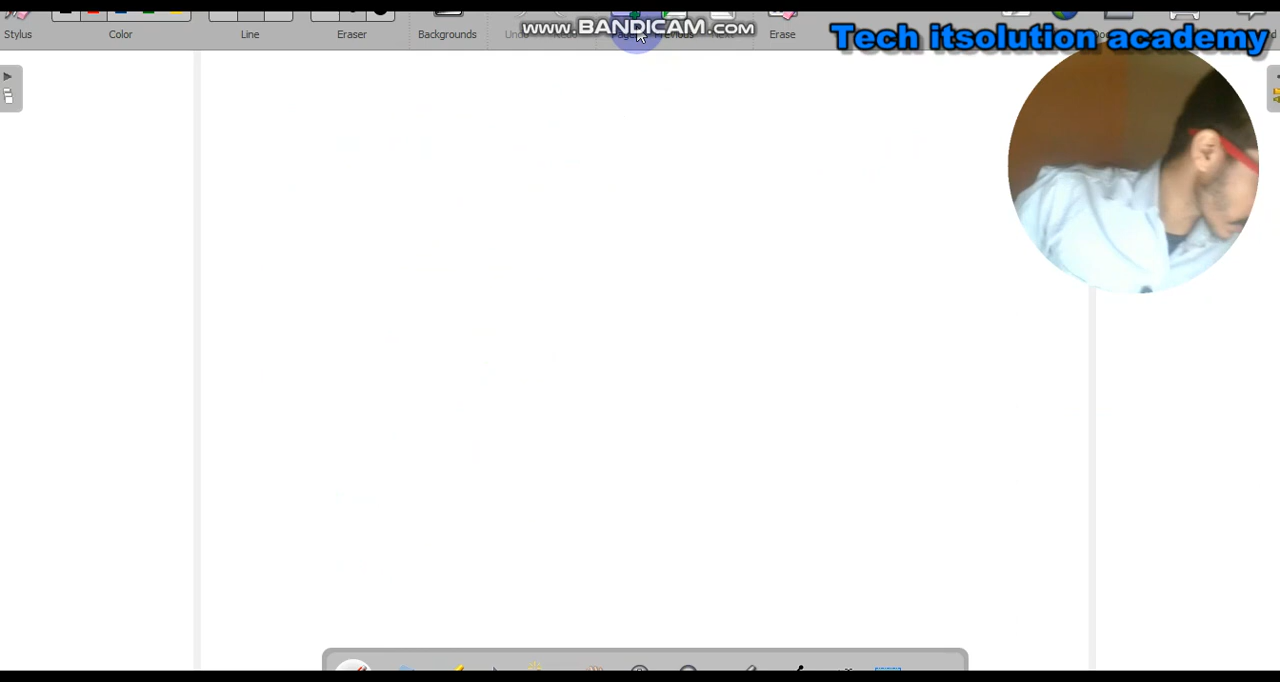 www.BANDICAM.com
Tech itsolution academy
Stylus Color Line Eraser Backgrounds Erase